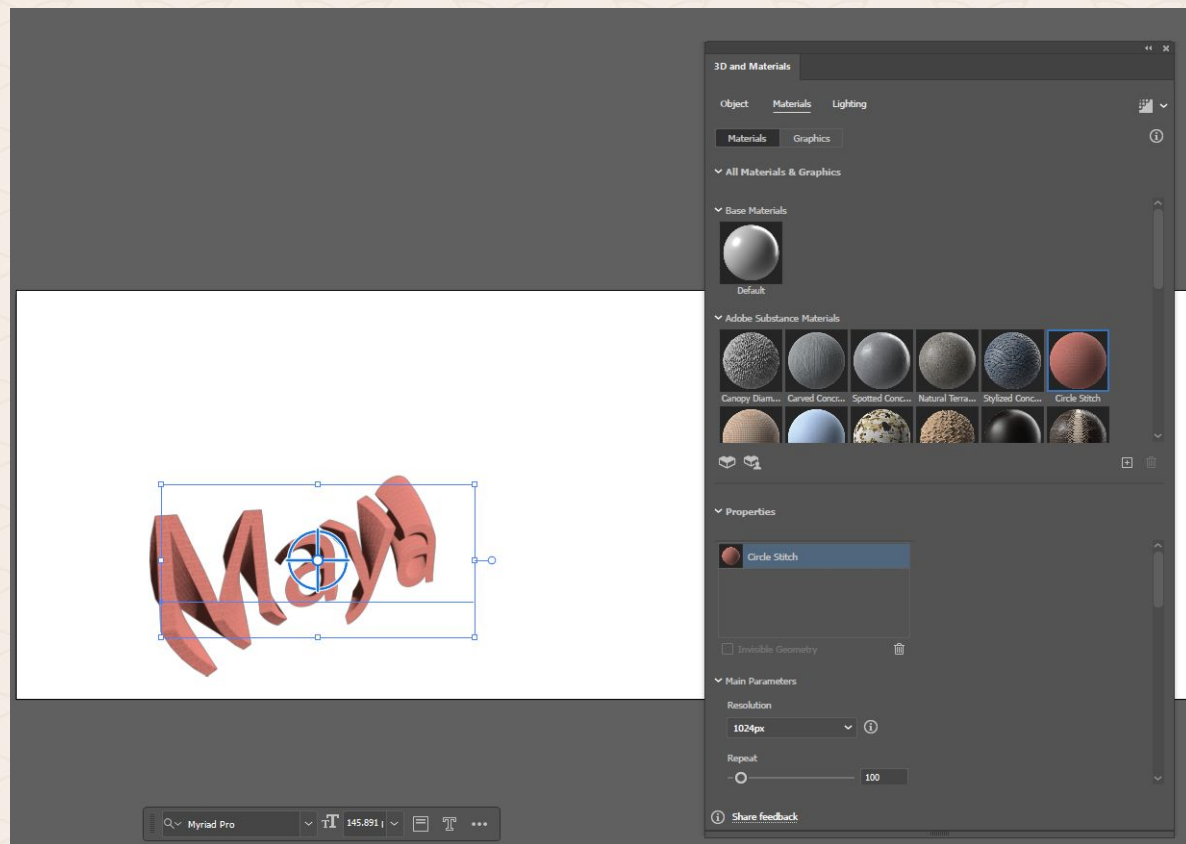 3D and Materials
Object Materials Lighting
Materials Graphics
All Materials & Graphics
Base Materials
Default
Adobe Substance Materials
Canopy Diam... Carved Concr... Spotted Conc... Natural Terra... Stylized Conc... Circle Stitch
Properties
Circle Stitch
Invisible Geometry
Main Parameters
Resolution
1024px
Repeat
100
Share feedback
Maya
Myriad Pro 145.891